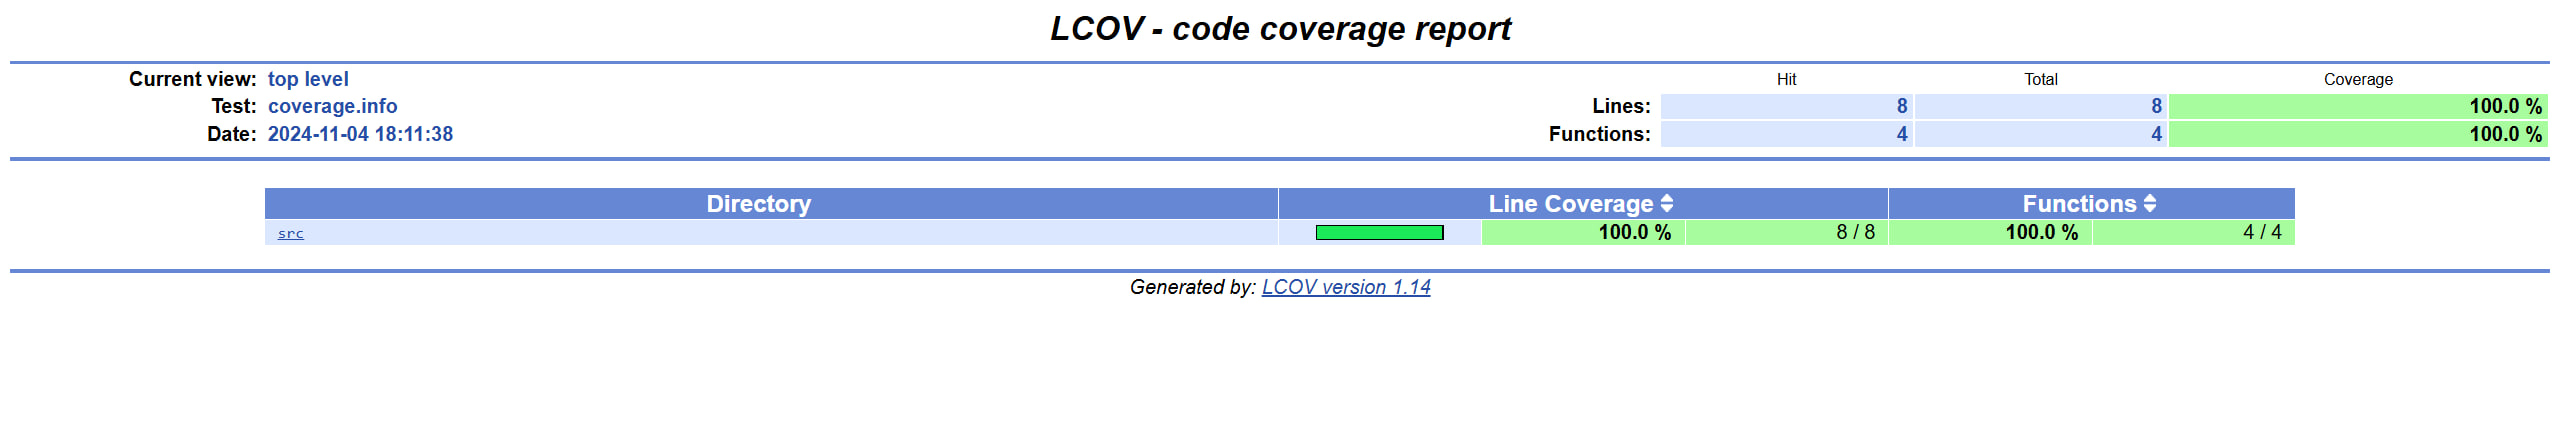 LCOV - code coverage report
Current view: top level Hit Total Coverage
Test: coverage.info Lines: 8 8 100.0 %
Date: 2024-11-04 18:11:38 Functions: 4 4 100.0 %
Directory Line Coverage Functions
src 100.0 % 8 / 8 100.0 % 4 / 4
Generated by: LCOV version 1.14